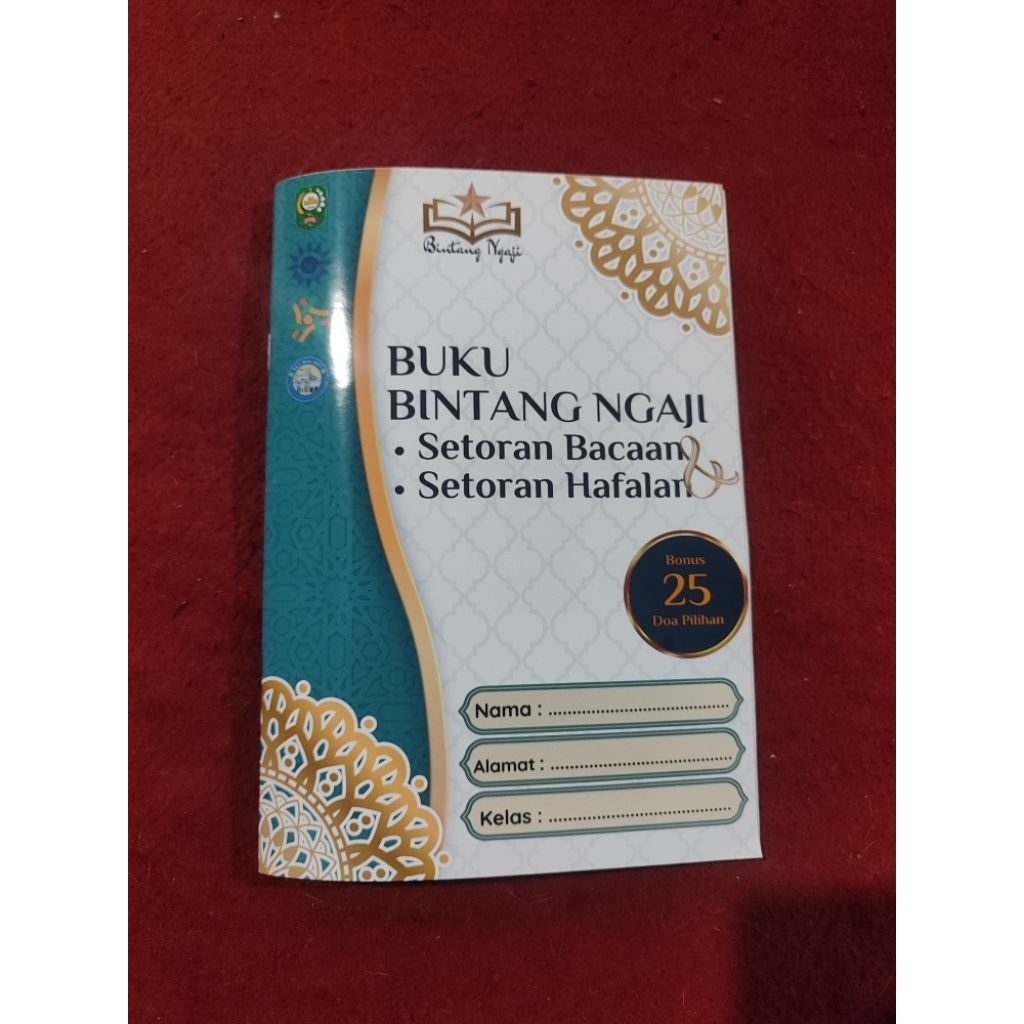 Bintang Ngaji
BUKU
BINTANG NGAJI
• Setoran Bacaan &
• Setoran Hafalan
Bonus
25
Doa Pilihan
Nama : ......................................
Alamat : ......................................
Kelas : ......................................